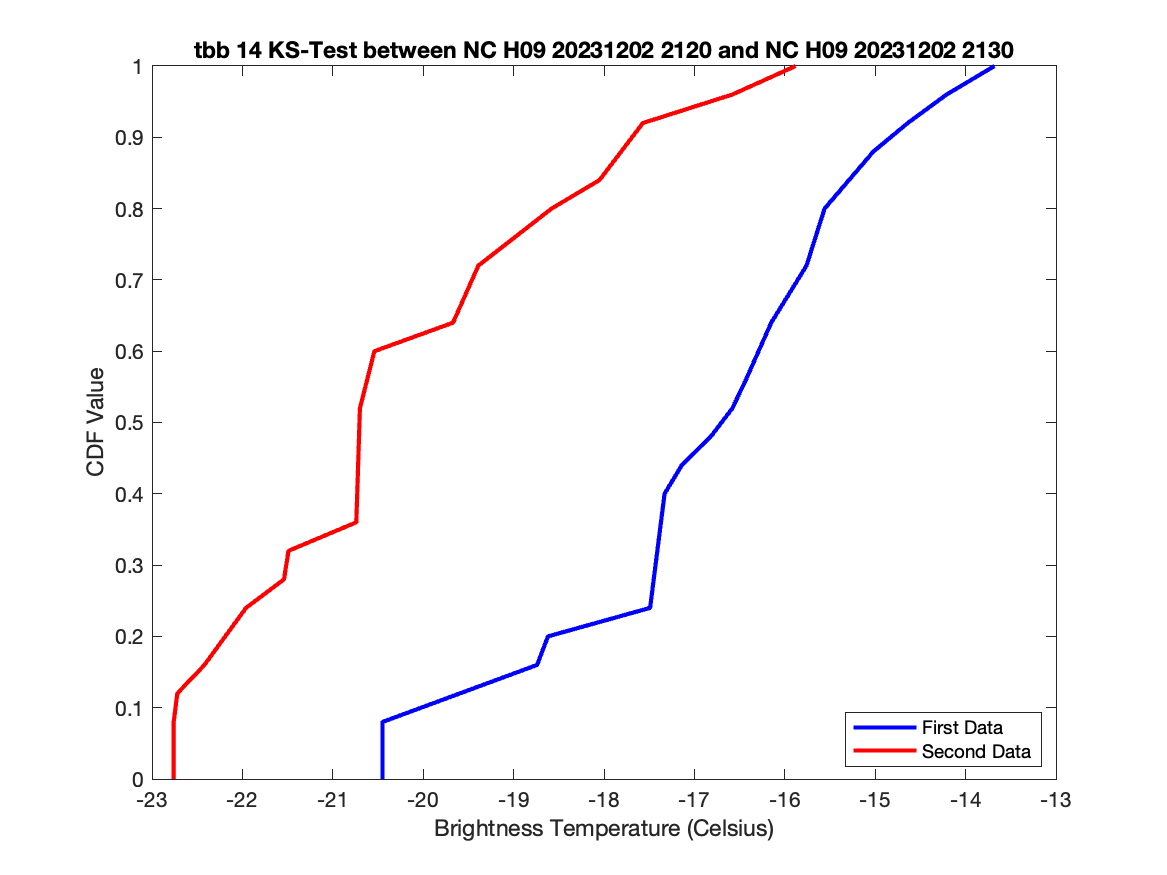 tbb 14 KS-Test between NC H09 20231202 2120 and NC H09 20231202 2130
1
0.9
0.8
0.7
0.6
0.5
0.4
0.3
0.2
0.1
0
CDF Value
First Data
Second Data
-23 -22 -21 -20 -19 -18 -17 -16 -15 -14 -13
Brightness Temperature (Celsius)